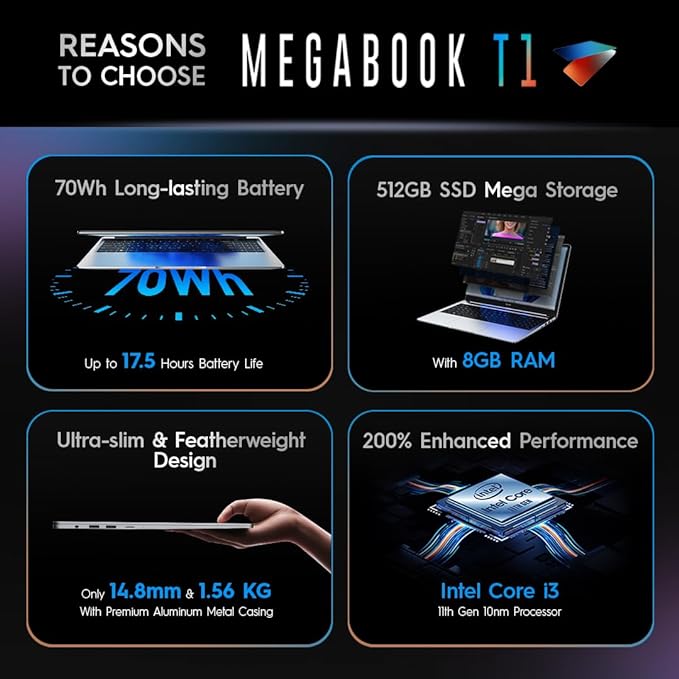 REASONS
TO CHOOSE
MEGABOOK T1
70Wh Long-lasting Battery
70Wh
Up to 17.5 Hours Battery Life
512GB SSD Mega Storage
With 8GB RAM
Ultra-slim & Featherweight
Design
Only 14.8mm & 1.56 KG
With Premium Aluminum Metal Casing
200% Enhanced Performance
intel
Intel Core
Intel Core i3
11th Gen 10nm Processor